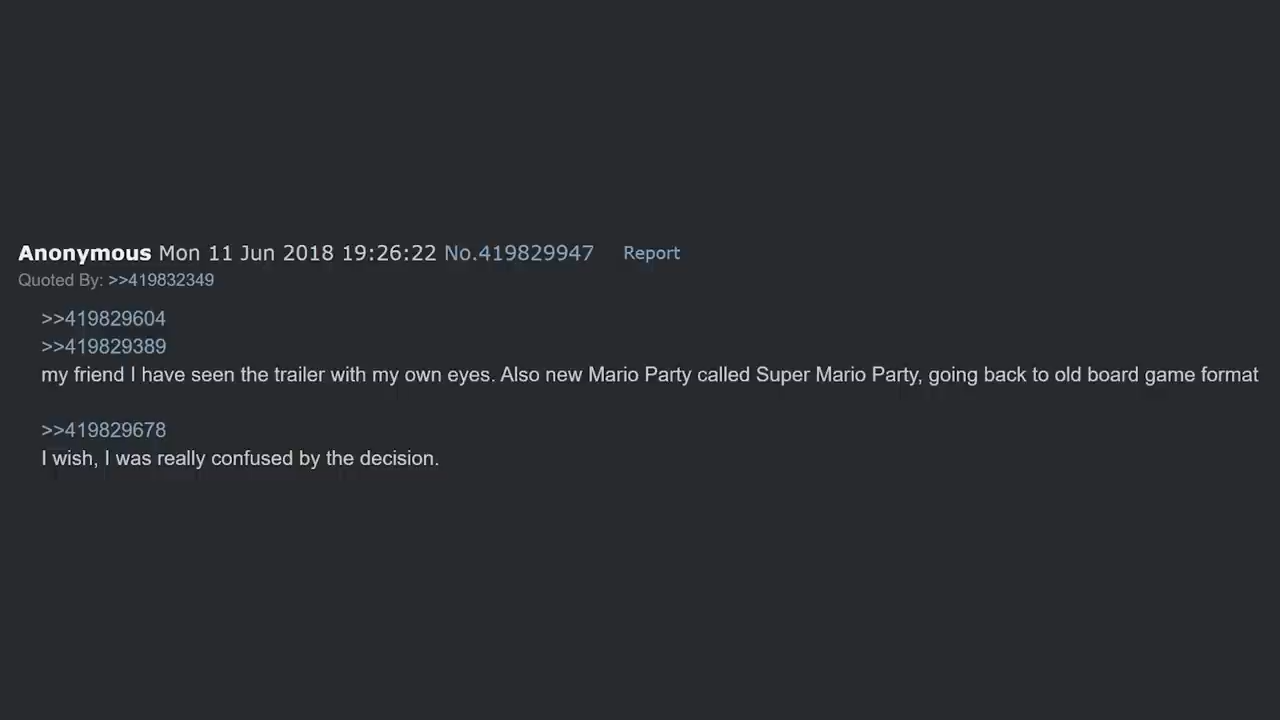 Anonymous Mon 11 Jun 2018 19:26:22 No.419829947 Report
Quoted By: >>419832349
>>419829604
>>419829389
my friend I have seen the trailer with my own eyes. Also new Mario Party called Super Mario Party, going back to old board game format
>>419829678
I wish, I was really confused by the decision.